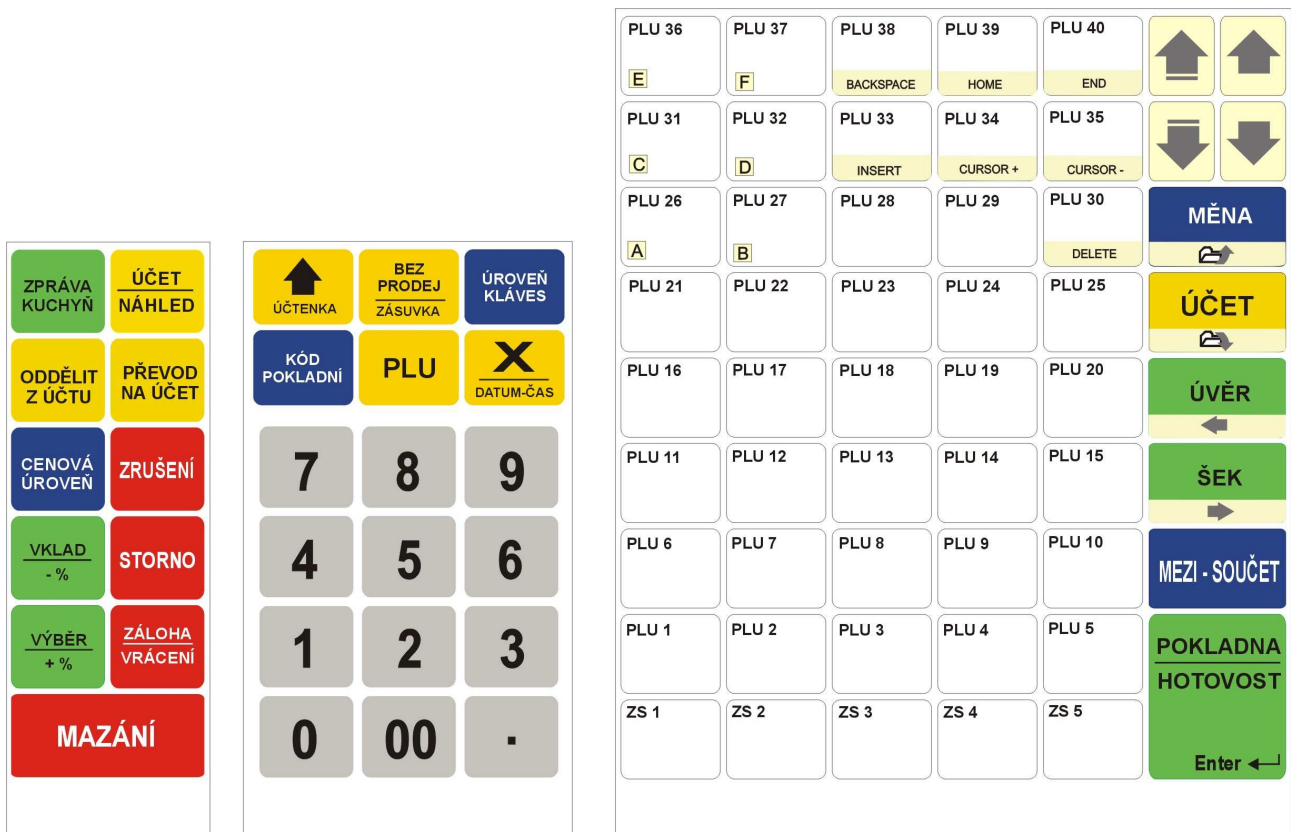 ZPRÁVA
KUCHYŇ
ÚČET
NÁHLED
ODDĚLIT
Z ÚČTU
PŘEVOD
NA ÚČET
CENOVÁ
ÚROVEŇ
ZRUŠENÍ
VKLAD
- %
STORNO
VÝBĚR
+ %
ZÁLOHA
VRÁCENÍ
MAZÁNÍ
ÚČTENKA
BEZ
PRODEJ
ZÁSUVKA
ÚROVEŇ
KLÁVES
KÓD
POKLADNÍ
PLU
X
DATUM-ČAS
7 8 9
4 5 6
1 2 3
0 00 .
PLU 36 PLU 37 PLU 38 PLU 39 PLU 40
E F BACKSPACE HOME END
PLU 31 PLU 32 PLU 33 PLU 34 PLU 35
C D INSERT CURSOR + CURSOR -
PLU 26 PLU 27 PLU 28 PLU 29 PLU 30
A B DELETE
PLU 21 PLU 22 PLU 23 PLU 24 PLU 25
PLU 16 PLU 17 PLU 18 PLU 19 PLU 20
PLU 11 PLU 12 PLU 13 PLU 14 PLU 15
PLU 6 PLU 7 PLU 8 PLU 9 PLU 10
PLU 1 PLU 2 PLU 3 PLU 4 PLU 5
ZS 1 ZS 2 ZS 3 ZS 4 ZS 5
MĚNA
ÚČET
ÚVĚR
ŠEK
MEZI - SOUČET
POKLADNA
HOTOVOST
Enter